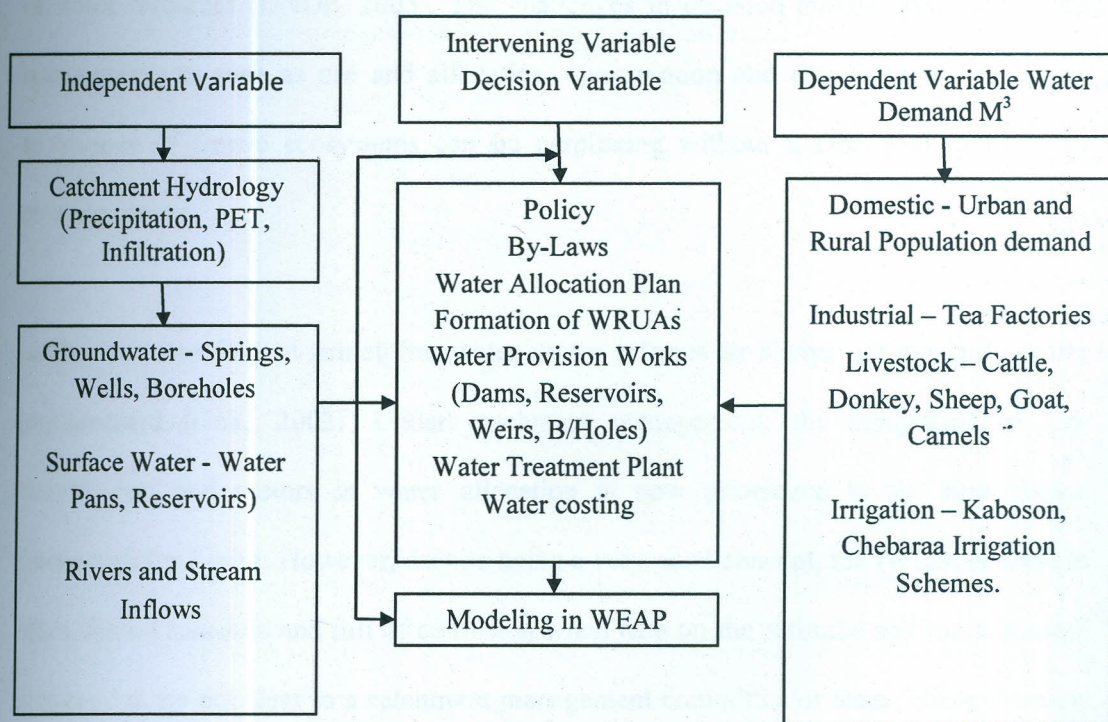 Independent Variable
Catchment Hydrology
(Precipitation, PET,
Infiltration)
Groundwater - Springs,
Wells, Boreholes
Surface Water - Water
Pans, Reservoirs)
Rivers and Stream
Inflows
Intervening Variable
Decision Variable
Policy
By-Laws
Water Allocation Plan
Formation of WRUAs
Water Provision Works
(Dams, Reservoirs,
Weirs, B/Holes)
Water Treatment Plant
Water costing
Modeling in WEAP
Dependent Variable Water
Demand M³
Domestic - Urban and
Rural Population demand
Industrial – Tea Factories
Livestock – Cattle,
Donkey, Sheep, Goat,
Camels
Irrigation – Kaboson,
Chebaraa Irrigation
Schemes.